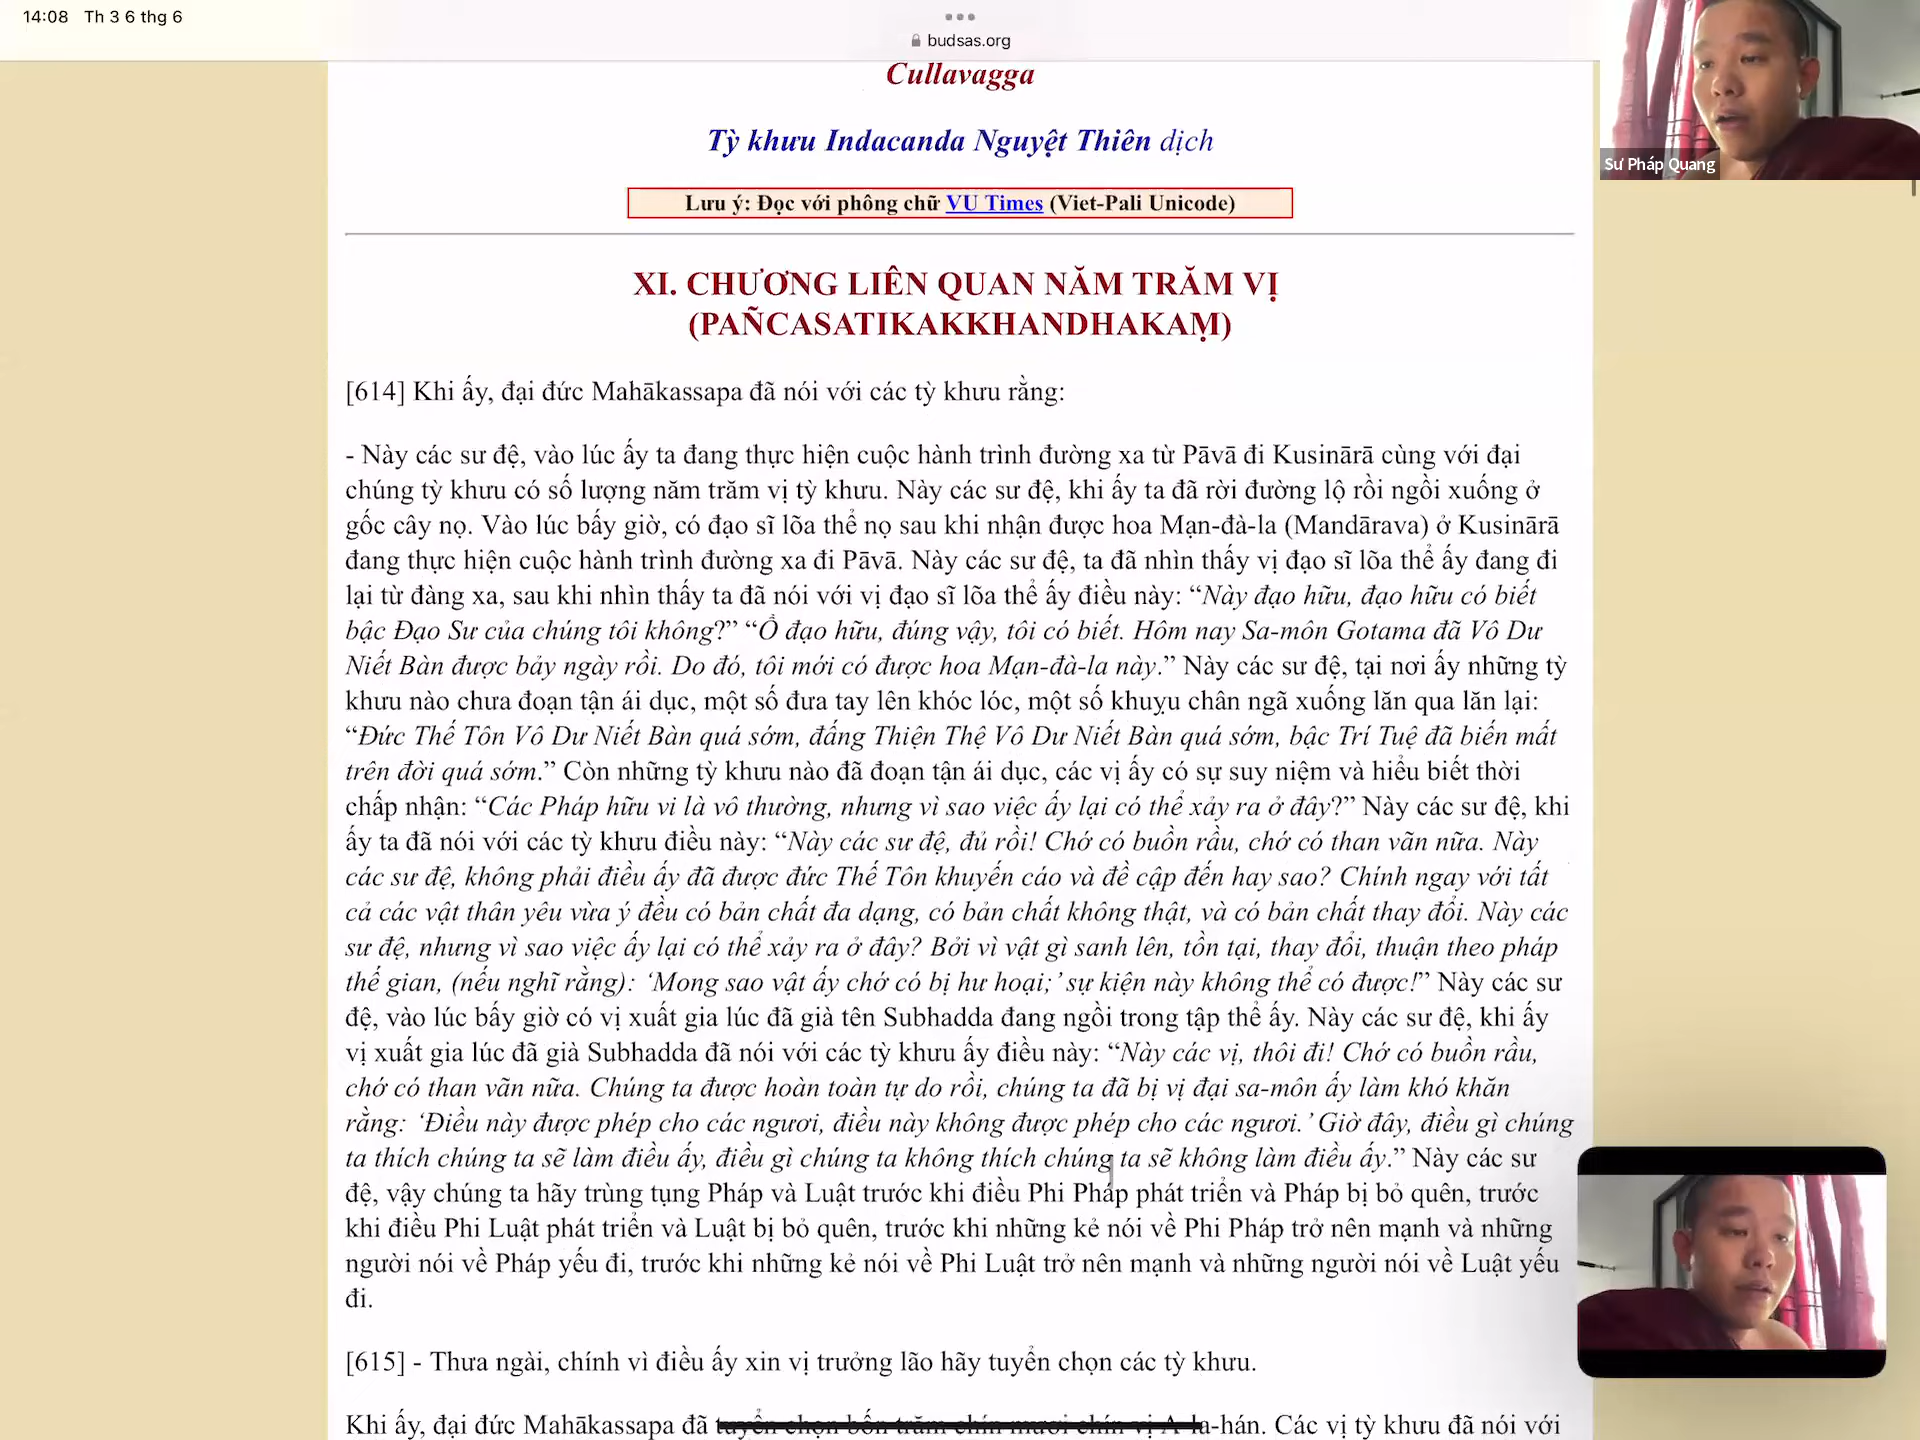 14:08 Th 3 6 thg 6
budsas.org
Cullavagga
Tỳ khưu Indacanda Nguyệt Thiên dịch
Sư Pháp Quang
Lưu ý: Đọc với phông chữ VU Times (Viet-Pali Unicode)
XI. CHƯƠNG LIÊN QUAN NĂM TRĂM VỊ
(PAÑCASATIKAKKHANDHAKAṂ)
[614] Khi ấy, đại đức Mahākassapa đã nói với các tỳ khưu rằng:
- Này các sư đệ, vào lúc ấy ta đang thực hiện cuộc hành trình đường xa từ Pāvā đi Kusinārā cùng với đại
chúng tỳ khưu có số lượng năm trăm vị tỳ khưu. Này các sư đệ, khi ấy ta đã rời đường lộ rồi ngồi xuống ở
gốc cây nọ. Vào lúc bấy giờ, có đạo sĩ lõa thể nọ sau khi nhận được hoa Mạn-đà-la (Mandārava) ở Kusinārā
đang thực hiện cuộc hành trình đường xa đi Pāvā. Này các sư đệ, ta đã nhìn thấy vị đạo sĩ lõa thể ấy đang đi
lại từ đàng xa, sau khi nhìn thấy ta đã nói với vị đạo sĩ lõa thể ấy điều này: “Này đạo hữu, đạo hữu có biết
bậc Đạo Sư của chúng tôi không?” “Ồ đạo hữu, đúng vậy, tôi có biết. Hôm nay Sa-môn Gotama đã Vô Dư
Niết Bàn được bảy ngày rồi. Do đó, tôi mới có được hoa Mạn-đà-la này.” Này các sư đệ, tại nơi ấy những tỳ
khưu nào chưa đoạn tận ái dục, một số đưa tay lên khóc lóc, một số khuỵu chân ngã xuống lăn qua lăn lại:
“Đức Thế Tôn Vô Dư Niết Bàn quá sớm, đấng Thiện Thệ Vô Dư Niết Bàn quá sớm, bậc Trí Tuệ đã biến mất
trên đời quá sớm.” Còn những tỳ khưu nào đã đoạn tận ái dục, các vị ấy có sự suy niệm và hiểu biết thời
chấp nhận: “Các Pháp hữu vi là vô thường, nhưng vì sao việc ấy lại có thể xảy ra ở đây?” Này các sư đệ, khi
ấy ta đã nói với các tỳ khưu điều này: “Này các sư đệ, đủ rồi! Chớ có buồn rầu, chớ có than vãn nữa. Này
các sư đệ, không phải điều ấy đã được đức Thế Tôn khuyến cáo và đề cập đến hay sao? Chính ngay với tất
cả các vật thân yêu vừa ý đều có bản chất đa dạng, có bản chất không thật, và có bản chất thay đổi. Này các
sư đệ, nhưng vì sao việc ấy lại có thể xảy ra ở đây? Bởi vì vật gì sanh lên, tồn tại, thay đổi, thuận theo pháp
thế gian, (nếu nghĩ rằng): ‘Mong sao vật ấy chớ có bị hư hoại;’ sự kiện này không thể có được!” Này các sư
đệ, vào lúc bấy giờ có vị xuất gia lúc đã già tên Subhadda đang ngồi trong tập thể ấy. Này các sư đệ, khi ấy
vị xuất gia lúc đã già Subhadda đã nói với các tỳ khưu ấy điều này: “Này các vị, thôi đi! Chớ có buồn rầu,
chớ có than vãn nữa. Chúng ta được hoàn toàn tự do rồi, chúng ta đã bị vị đại sa-môn ấy làm khó khăn
rằng: ‘Điều này được phép cho các ngươi, điều này không được phép cho các ngươi.’ Giờ đây, điều gì chúng
ta thích chúng ta sẽ làm điều ấy, điều gì chúng ta không thích chúng ta sẽ không làm điều ấy.” Này các sư
đệ, vậy chúng ta hãy trùng tụng Pháp và Luật trước khi điều Phi Pháp phát triển và Pháp bị bỏ quên, trước
khi điều Phi Luật phát triển và Luật bị bỏ quên, trước khi những kẻ nói về Phi Pháp trở nên mạnh và những
người nói về Pháp yếu đi, trước khi những kẻ nói về Phi Luật trở nên mạnh và những người nói về Luật yếu
đi.
[615] - Thưa ngài, chính vì điều ấy xin vị trưởng lão hãy tuyển chọn các tỳ khưu.
Khi ấy, đại đức Mahākassapa đã tuyển chọn bốn trăm chín mươi chín vị A-la-hán. Các vị tỳ khưu đã nói với